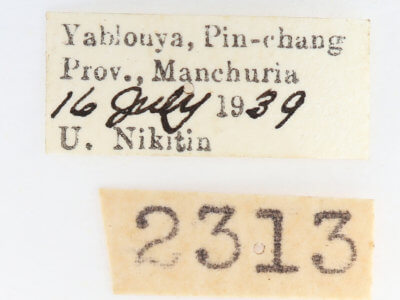 Yablouya, Pin-chang
Prov., Manchuria
16 July 1939
U. Nikitin
2313